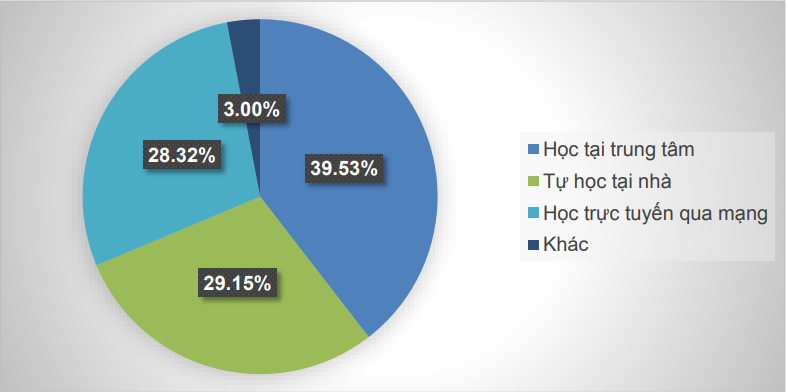 3.00%
28.32%
39.53%
29.15%
Học tại trung tâm
Tự học tại nhà
Học trực tuyến qua mạng
Khác